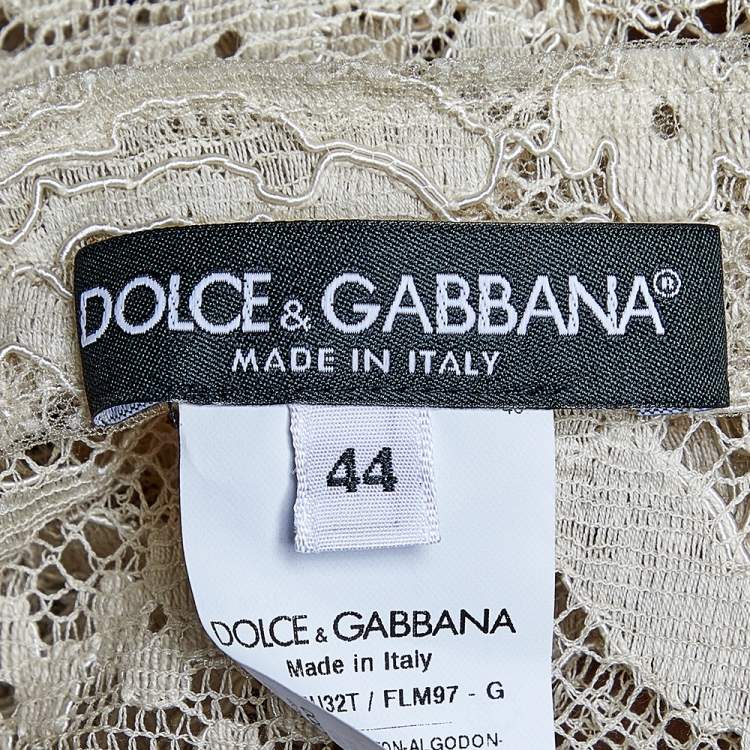 DOLCE & GABBANA®
MADE IN ITALY
44
DOLCE & GABBANA
Made in Italy
/ FLM97 - G